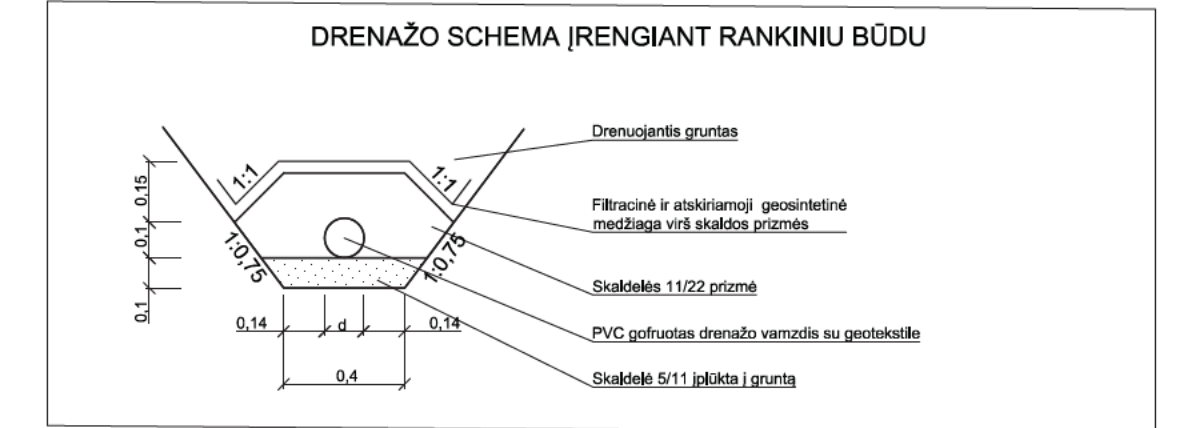 DRENAŽO SCHEMA ĮRENGIANT RANKINIU BŪDU
Drenuojantis gruntas
1:1
1:1
0,15
Filtracinė ir atskiriamoji geosintetinė
medžiaga virš skaldos prizmės
0,1
1:0,75
1:0,75
Skaldelės 11/22 prizmė
0,1
0,14
d
0,14
PVC gofruotas drenažo vamzdis su geotekstile
0,4
Skaldelė 5/11 įplūkta į gruntą